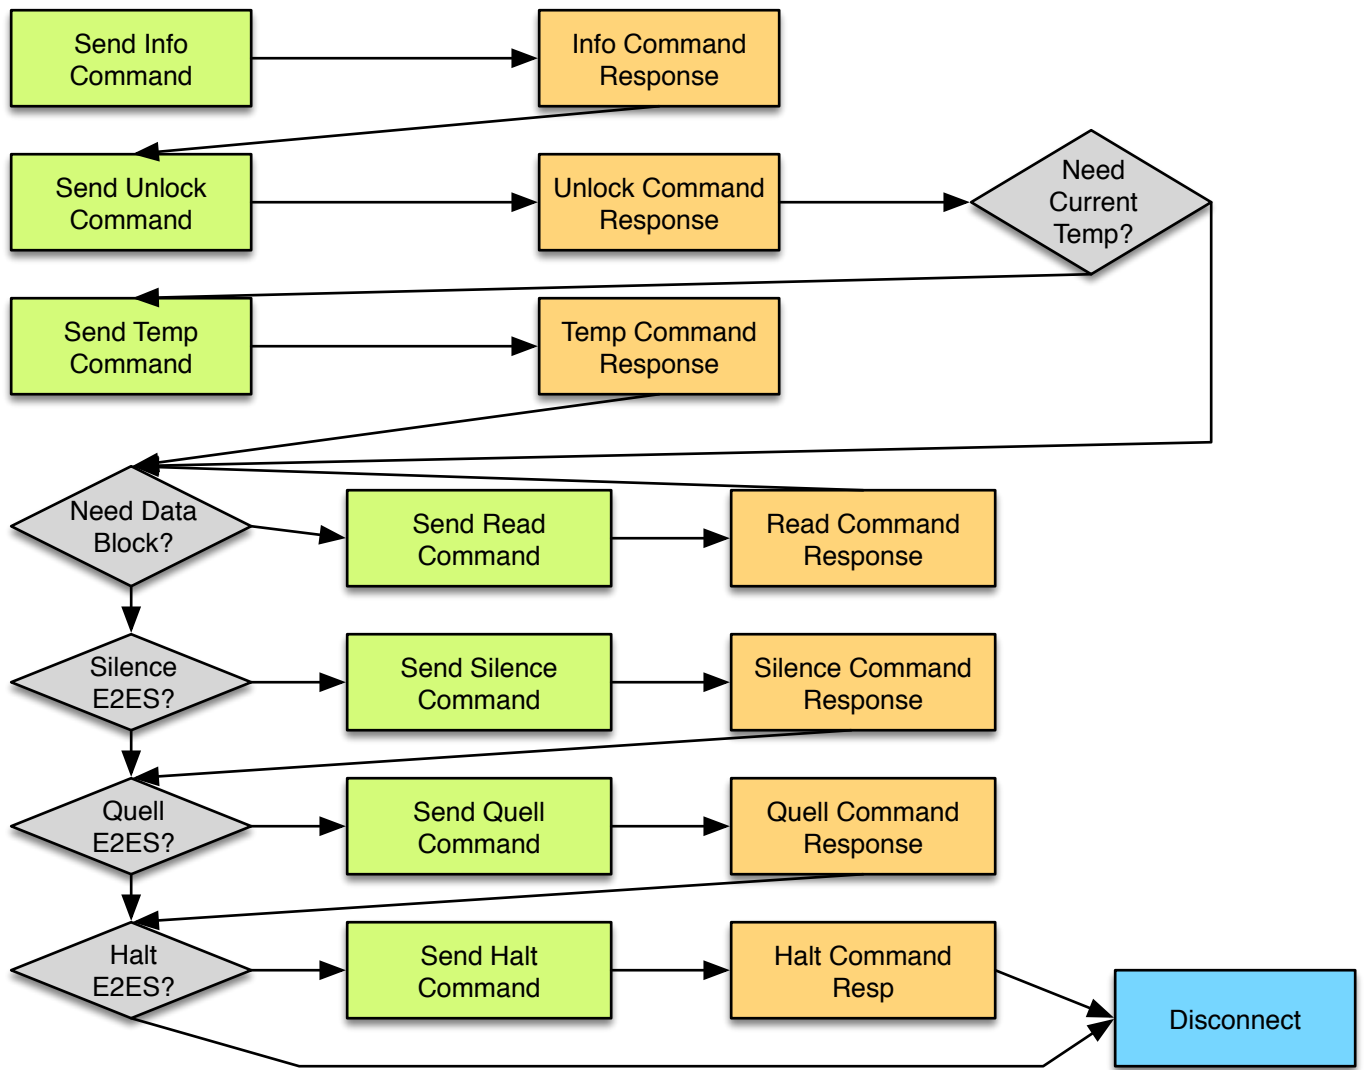 Send Info
Command
Info Command
Response
Send Unlock
Command
Unlock Command
Response
Need
Current
Temp?
Send Temp
Command
Temp Command
Response
Need Data
Block?
Send Read
Command
Read Command
Response
Silence
E2ES?
Send Silence
Command
Silence Command
Response
Quell
E2ES?
Send Quell
Command
Quell Command
Response
Halt
E2ES?
Send Halt
Command
Halt Command
Resp
Disconnect